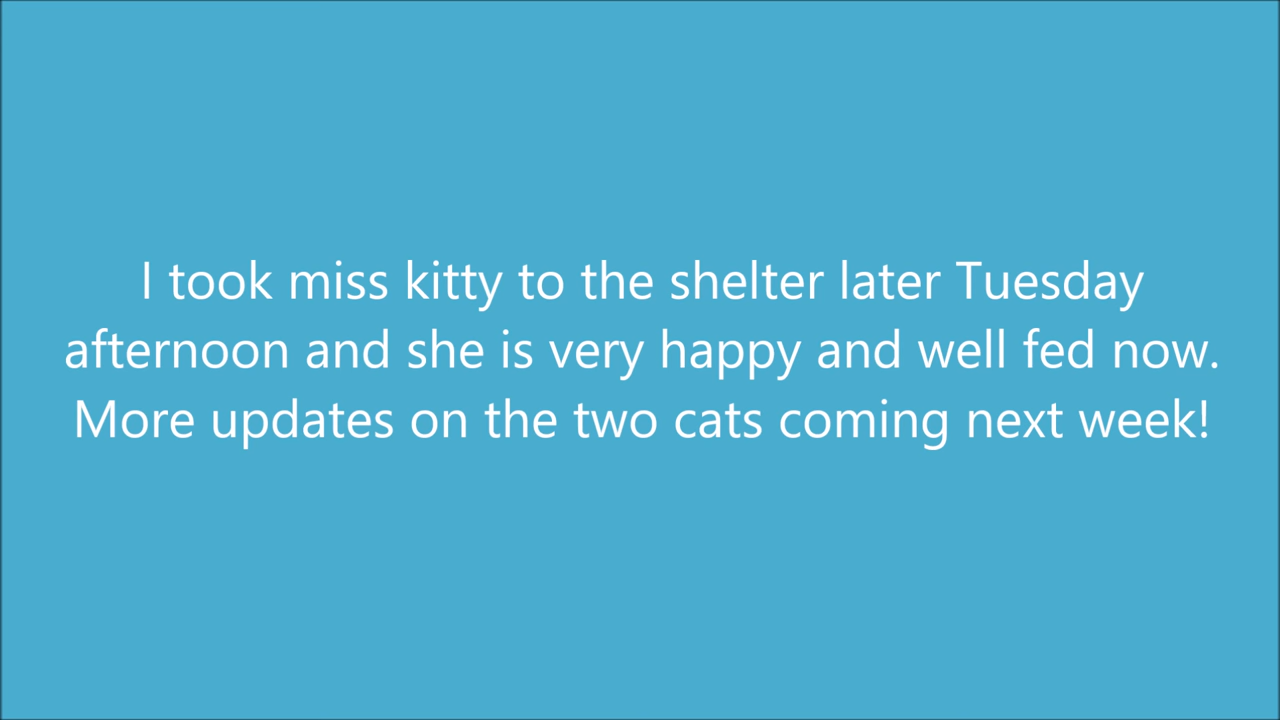 I took miss kitty to the shelter later Tuesday
afternoon and she is very happy and well fed now.
More updates on the two cats coming next week!